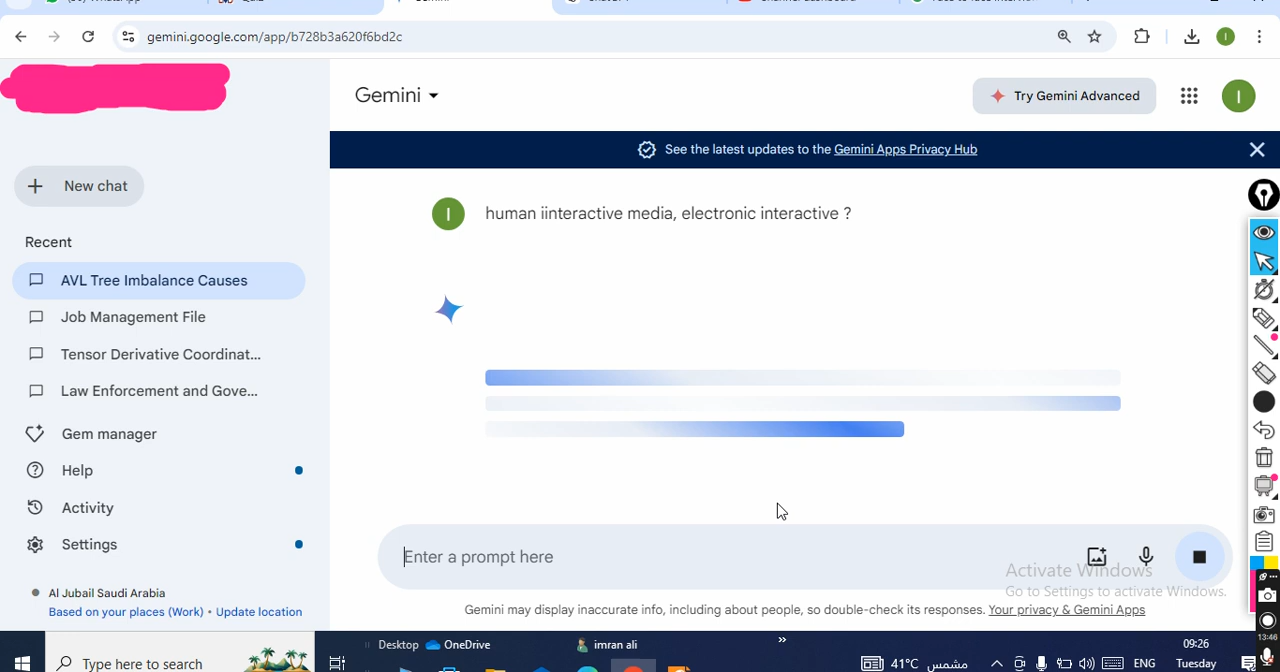 gemini.google.com/app/b728b3a620f6bd2c
Gemini
Try Gemini Advanced
I
See the latest updates to the Gemini Apps Privacy Hub
New chat
I
human iinteractive media, electronic interactive ?
Recent
AVL Tree Imbalance Causes
Job Management File
Tensor Derivative Coordinat...
Law Enforcement and Gove...
Gem manager
Help
Activity
Settings
Enter a prompt here
Activate Windows
Go to Settings to activate Windows.
Al Jubail Saudi Arabia
Based on your places (Work) • Update location
Gemini may display inaccurate info, including about people, so double-check its responses. Your privacy & Gemini Apps
13:46
Desktop
OneDrive
imran ali
09:26
Type here to search
41°C مشمس
ENG
Tuesday